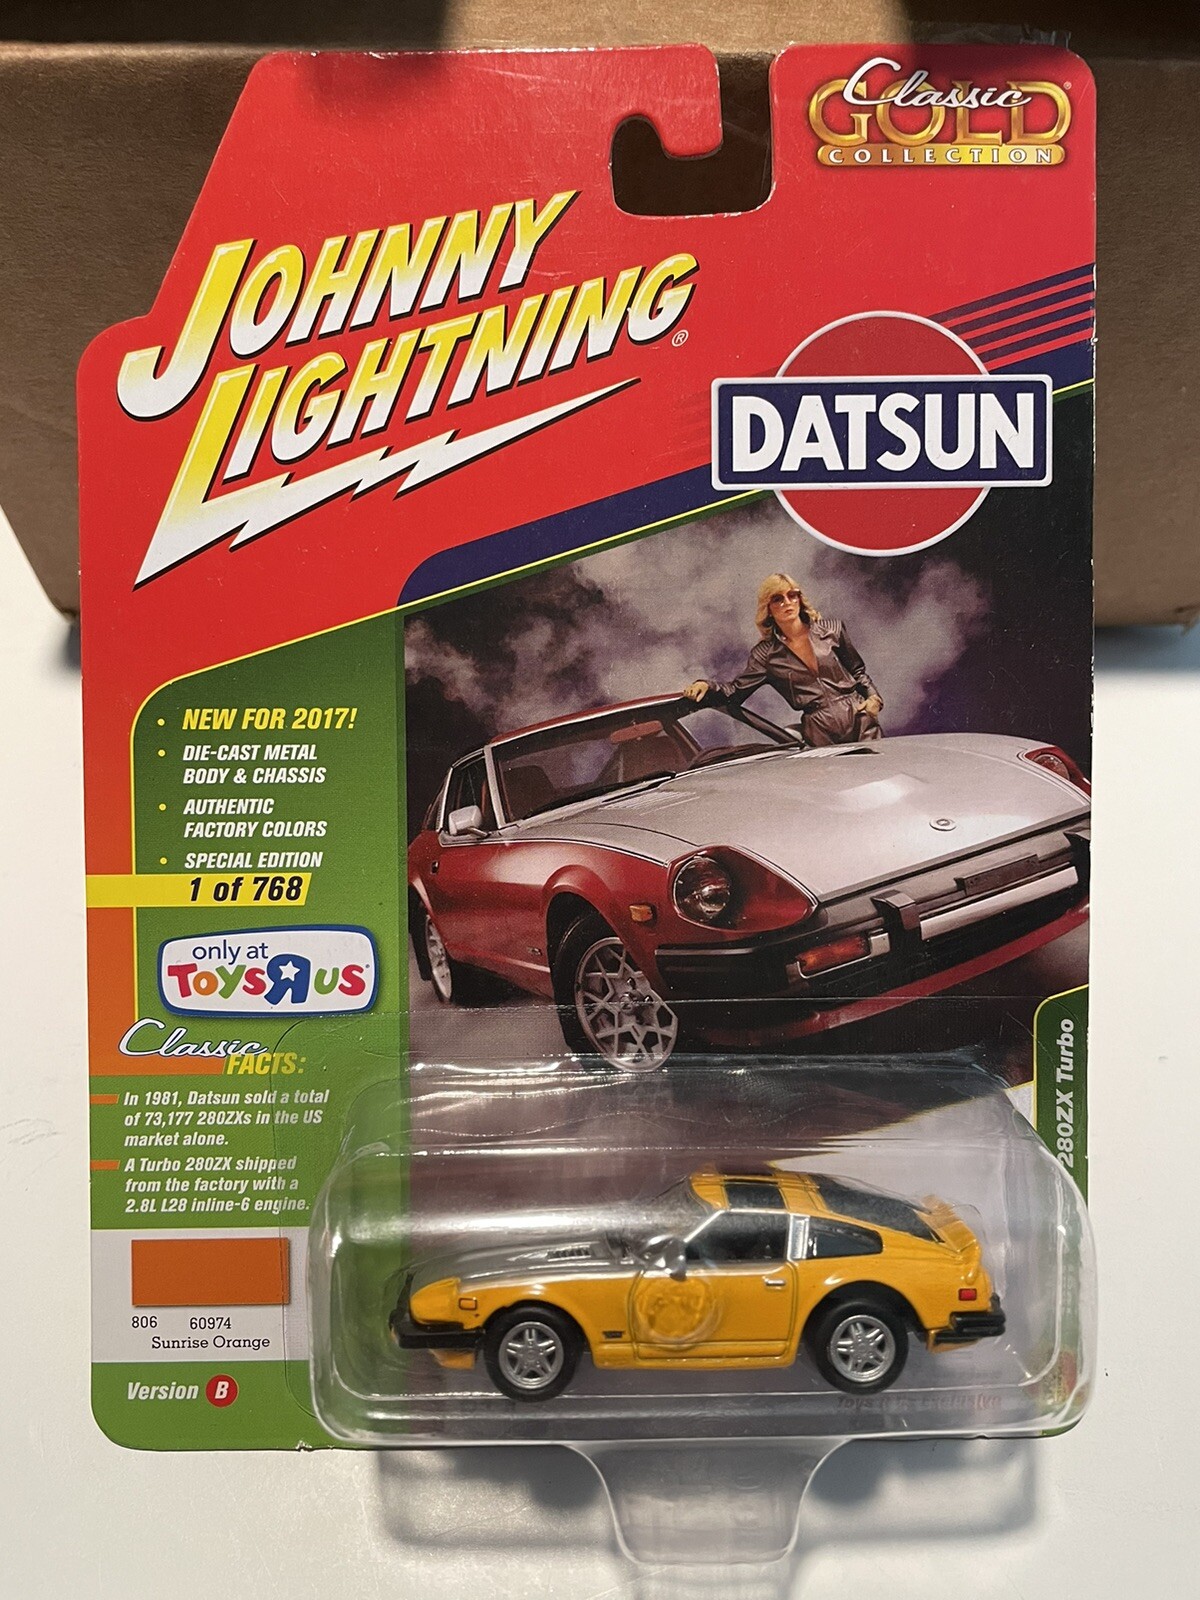 Classic
GOLD®
COLLECTION
JOHNNY
LIGHTNING®
DATSUN
• NEW FOR 2017!
• DIE-CAST METAL
BODY & CHASSIS
• AUTHENTIC
FACTORY COLORS
• SPECIAL EDITION
1 of 768
only at
TOYSRUS
Classic
FACTS:
In 1981, Datsun sold a total
of 73,177 280ZXs in the US
market alone.
A Turbo 280ZX shipped
from the factory with a
2.8L L28 inline-6 engine.
806 60974
Sunrise Orange
Version B
280ZX Turbo